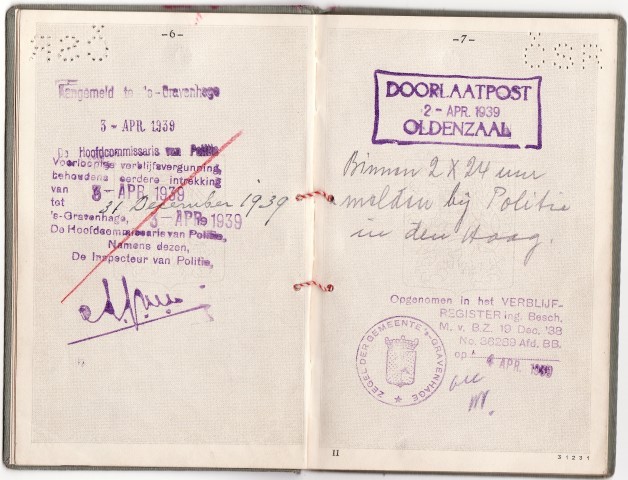 -6-
Aangemeld te 's-Gravenhage
3 - APR. 1939
De Hoofdcommissaris van Politie
Voorloopige verblijfsvergunning,
behoudens eerdere intrekking
van 3 - APR. 1939
tot 31 December 1939
's-Gravenhage, 3 - APR 1939
De Hoofdcommissaris van Politie,
Namens dezen,
De Inspecteur van Politie,
-7-
DOORLAATPOST
2 - APR. 1939
OLDENZAAL
Binnen 2 x 24 uur
melden bij Politie
in den Haag.
Opgenomen in het VERBLIJF-
REGISTER ing. Besch.
M. v. B.Z. 19 Dec. '38
No. 36289 Afd. BB.
op 4 APR. 1939
ZEGEL DER GEMEENTE 's-GRAVENHAGE
II
31231